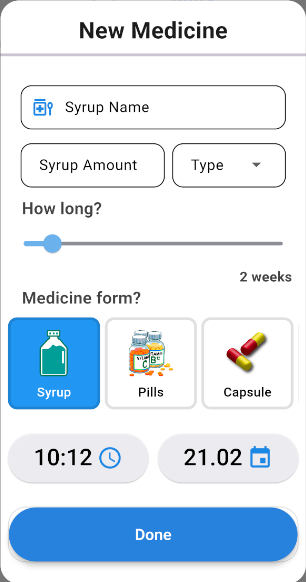 New Medicine
Syrup Name
Syrup Amount
Type
How long?
2 weeks
Medicine form?
Syrup
Pills
Capsule
10:12
21.02
Done